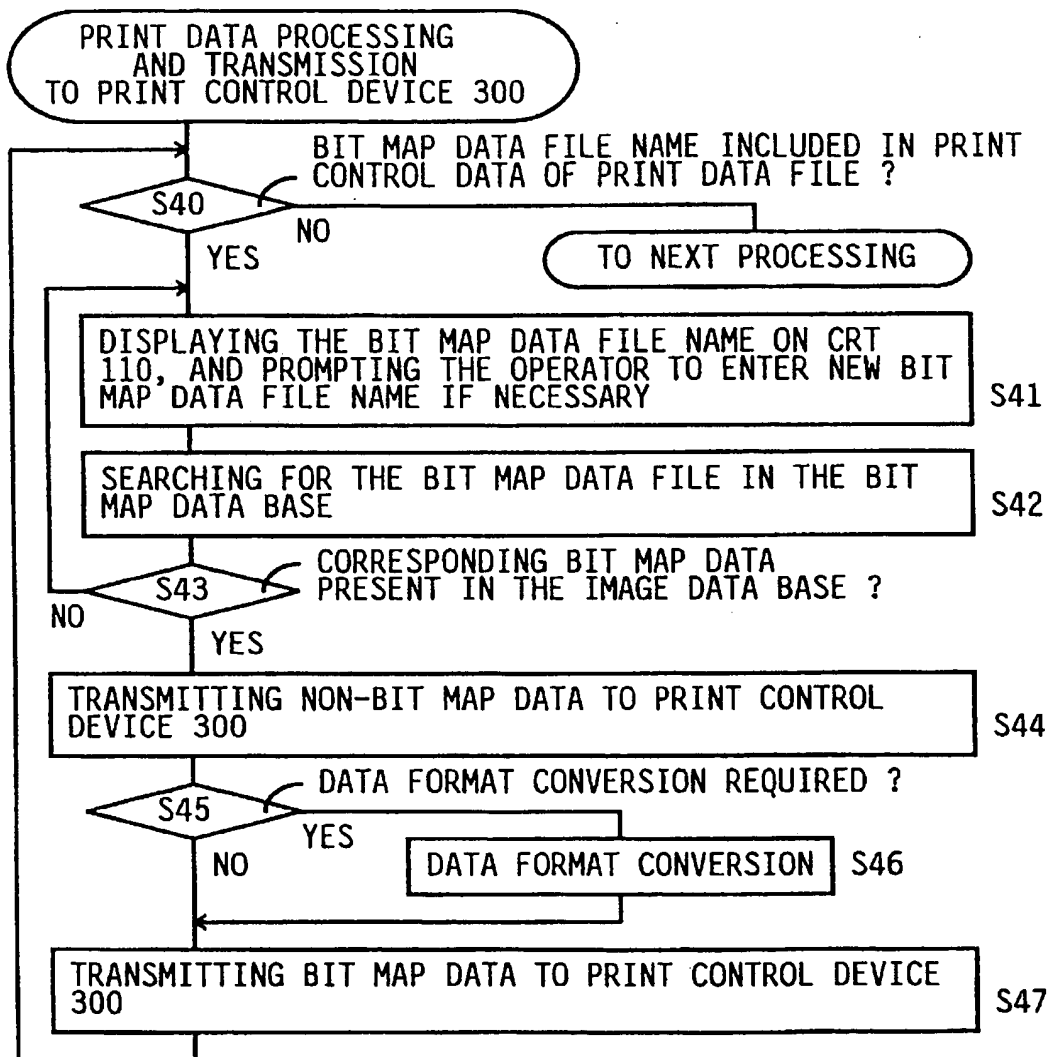 PRINT DATA PROCESSING
AND TRANSMISSION
TO PRINT CONTROL DEVICE 300
BIT MAP DATA FILE NAME INCLUDED IN PRINT
CONTROL DATA OF PRINT DATA FILE ?
S40
NO
YES
TO NEXT PROCESSING
DISPLAYING THE BIT MAP DATA FILE NAME ON CRT
110, AND PROMPTING THE OPERATOR TO ENTER NEW BIT
MAP DATA FILE NAME IF NECESSARY
S41
SEARCHING FOR THE BIT MAP DATA FILE IN THE BIT
MAP DATA BASE
S42
CORRESPONDING BIT MAP DATA
PRESENT IN THE IMAGE DATA BASE ?
S43
NO
YES
TRANSMITTING NON-BIT MAP DATA TO PRINT CONTROL
DEVICE 300
S44
DATA FORMAT CONVERSION REQUIRED ?
S45
YES
NO
DATA FORMAT CONVERSION
S46
TRANSMITTING BIT MAP DATA TO PRINT CONTROL DEVICE
300
S47